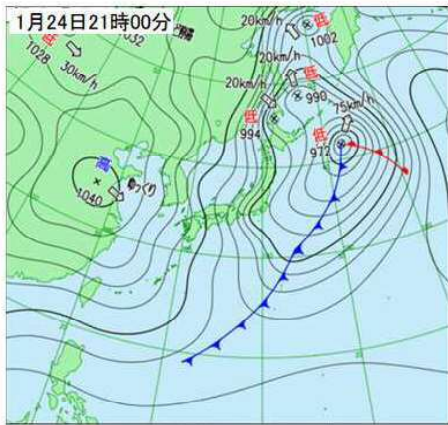 1月24日21時00分
低
1028
30km/h
1032
高
低
1002
20km/h
20km/h
低
990
低
994
75km/h
低
972
高
1040
ゆっくり